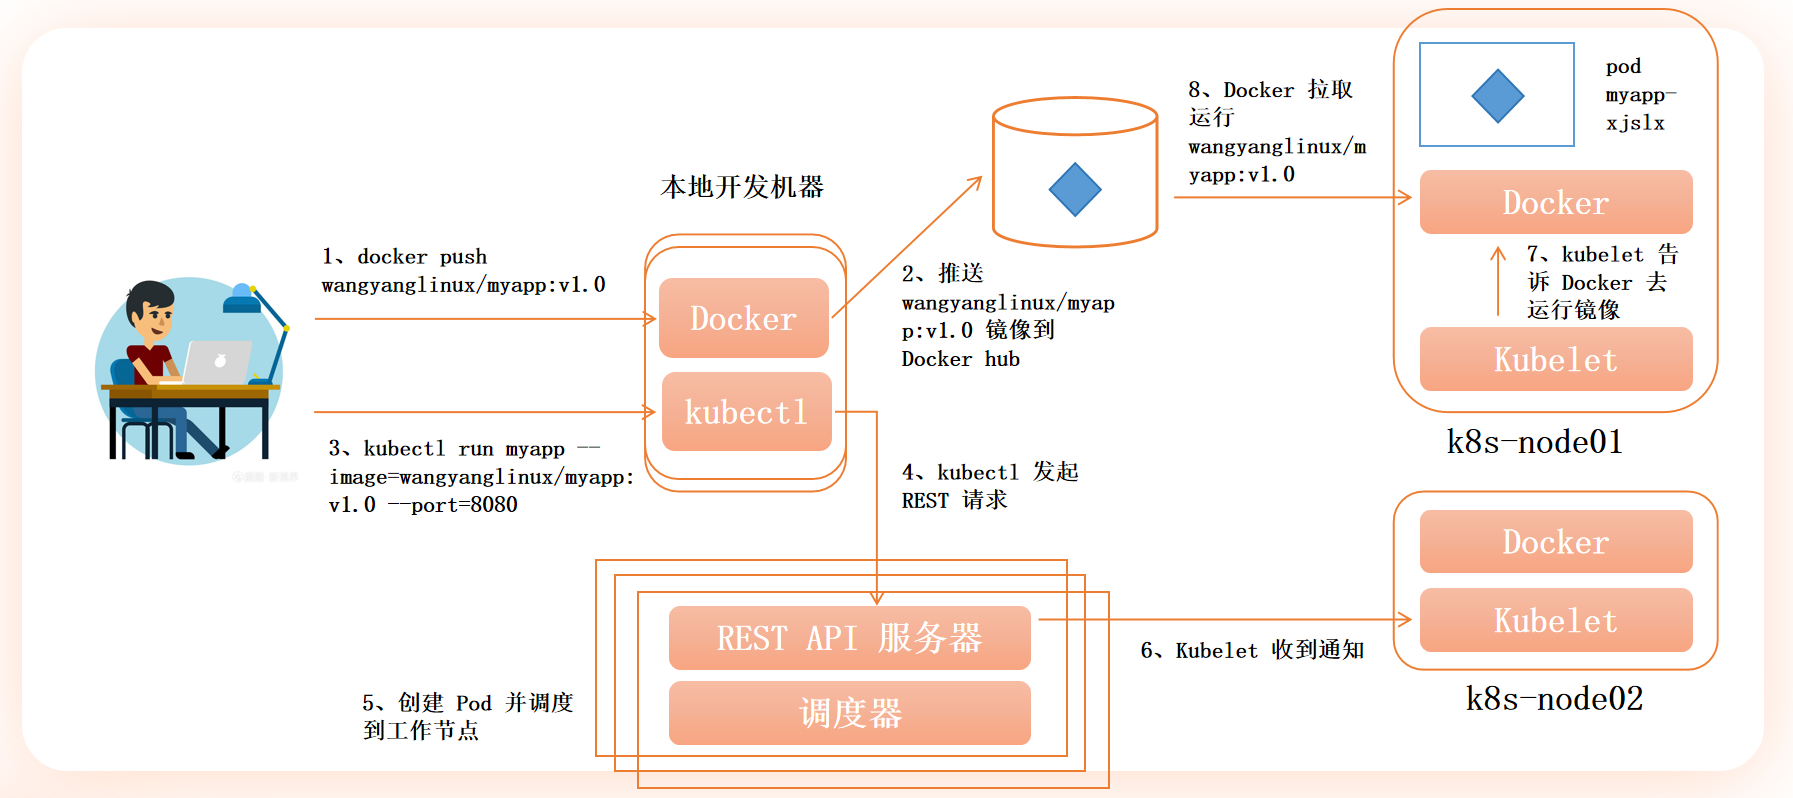 1、docker push
wangyanglinux/myapp:v1.0
3、kubectl run myapp --
image=wangyanglinux/myapp:
v1.0 --port=8080
本地开发机器
Docker
kubectl
2、推送
wangyanglinux/myap
p:v1.0 镜像到
Docker hub
4、kubectl 发起
REST 请求
5、创建 Pod 并调度
到工作节点
REST API 服务器
调度器
6、Kubelet 收到通知
8、Docker 拉取
运行
wangyanglinux/m
yapp:v1.0
pod
myapp-
xjslx
Docker
7、kubelet 告
诉 Docker 去
运行镜像
Kubelet
k8s-node01
Docker
Kubelet
k8s-node02